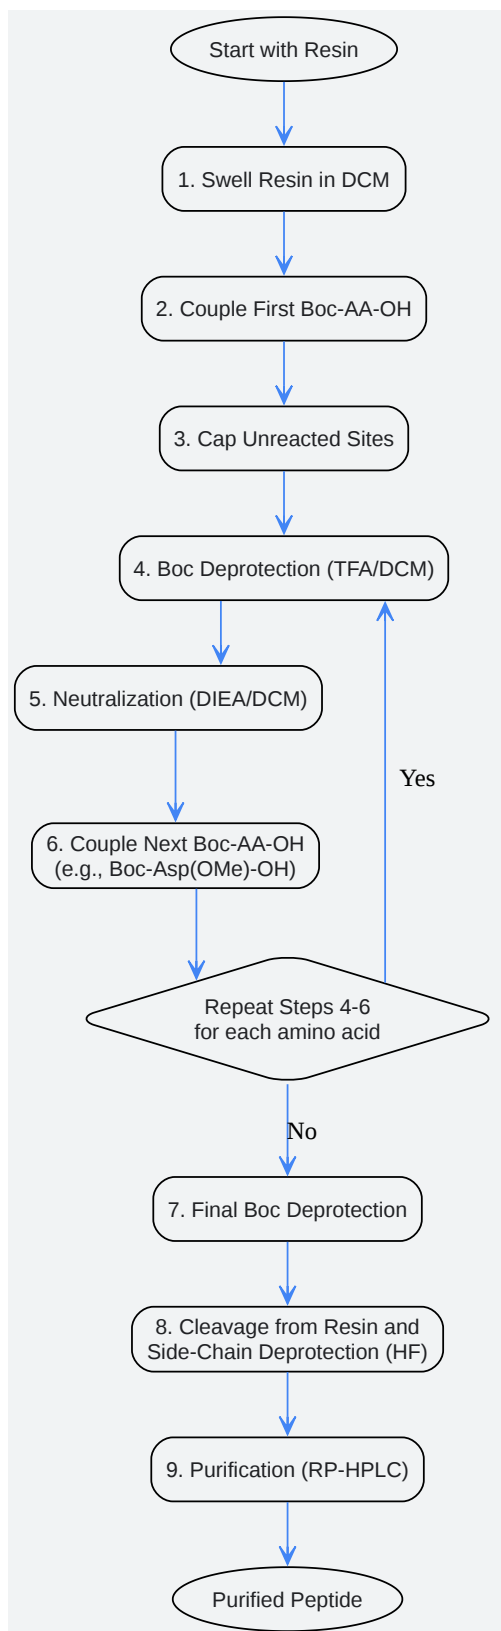 Start with Resin
1. Swell Resin in DCM
2. Couple First Boc-AA-OH
3. Cap Unreacted Sites
4. Boc Deprotection (TFA/DCM)
5. Neutralization (DIEA/DCM)
Yes
6. Couple Next Boc-AA-OH
(e.g., Boc-Asp(OMe)-OH)
Repeat Steps 4-6
for each amino acid
No
7. Final Boc Deprotection
8. Cleavage from Resin and
Side-Chain Deprotection (HF)
9. Purification (RP-HPLC)
Purified Peptide